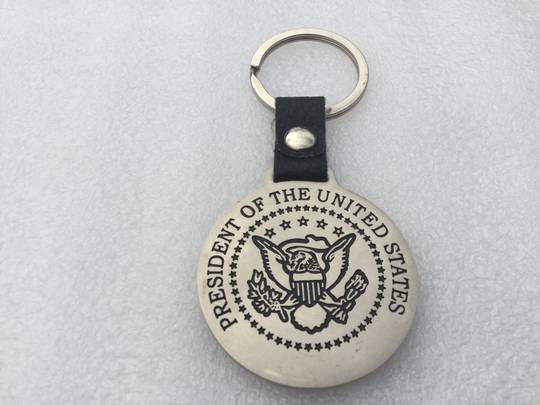 PRESIDENT OF THE UNITED STATES